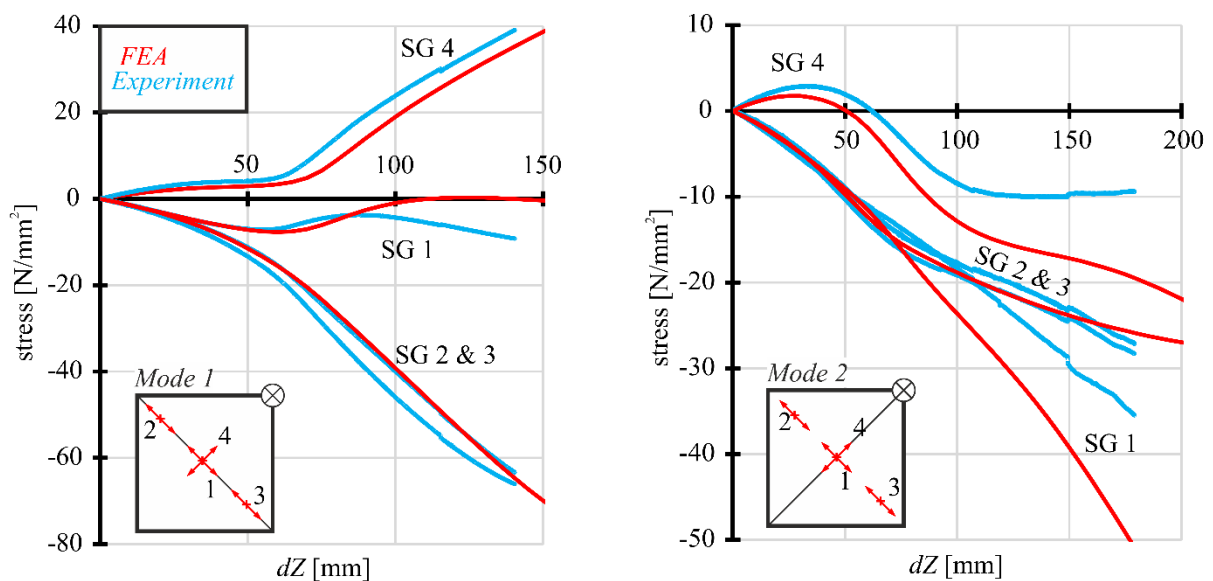 40
20
0
-20
-40
-60
-80
50
100
150
stress [N/mm²]
dZ [mm]
FEA
Experiment
SG 4
SG 1
SG 2 & 3
Mode 1
2
4
1
3
10
0
-10
-20
-30
-40
-50
50
100
150
200
stress [N/mm²]
dZ [mm]
SG 4
SG 2 & 3
SG 1
Mode 2
2
4
1
3